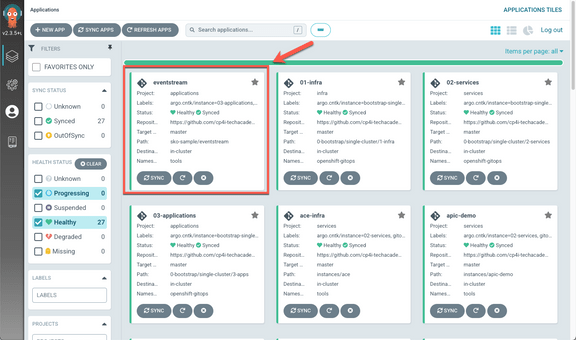 Applications
APPLICATIONS TILES
+ NEW APP
SYNC APPS
REFRESH APPS
Search applications...
/
Log out
v2.3.5+
FILTERS
FAVORITES ONLY
SYNC STATUS
Unknown 0
Synced 27
OutOfSync 0
HEALTH STATUS
CLEAR
Unknown 0
Progressing 0
Suspended 0
Healthy 27
Degraded 0
Missing 0
LABELS
LABELS
PROJECTS
PROJECTS
Items per page: all
eventstream
Project: applications
Labels: argo.cntk/instance=03-applications,...
Status: Healthy Synced
Reposit... https://github.com/cp4i-techacade...
Target ... master
Path: sko-sample/eventstream
Destina... in-cluster
Names... tools
SYNC
01-infra
Project: infra
Labels: argo.cntk/instance=bootstrap-single...
Status: Healthy Synced
Reposit... https://github.com/cp4i-techacade...
Target ... master
Path: 0-bootstrap/single-cluster/1-infra
Destina... in-cluster
Names... openshift-gitops
SYNC
02-services
Project: services
Labels: argo.cntk/instance=bootstrap-single...
Status: Healthy Synced
Reposit... https://github.com/cp4i-techacade...
Target ... master
Path: 0-bootstrap/single-cluster/2-services
Destina... in-cluster
Names... openshift-gitops
SYNC
03-applications
Project: applications
Labels: argo.cntk/instance=bootstrap-single...
Status: Healthy Synced
Reposit... https://github.com/cp4i-techacade...
Target ... master
Path: 0-bootstrap/single-cluster/3-apps
Destina... in-cluster
Names... openshift-gitops
SYNC
ace-infra
Project: services
Labels: argo.cntk/instance=02-services, gito...
Status: Healthy Synced
Reposit... https://github.com/cp4i-techacade...
Target ... master
Path: instances/ace
Destina... in-cluster
Names... tools
SYNC
apic-demo
Project: services
Labels: argo.cntk/instance=02-services, gito...
Status: Healthy Synced
Reposit... https://github.com/cp4i-techacade...
Target ... master
Path: instances/apic-demo
Destina... in-cluster
Names... tools
SYNC